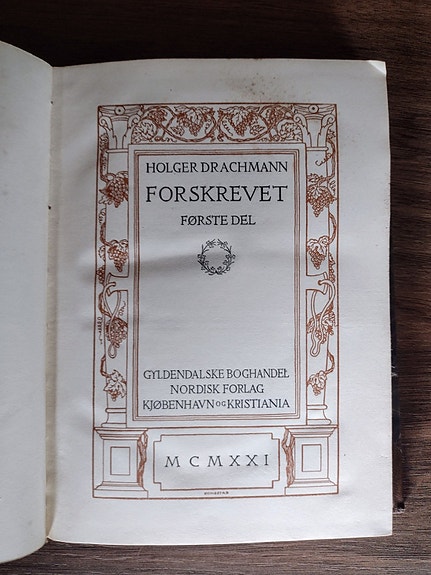 HOLGER DRACHMANN
FORSKREVET
FØRSTE DEL
GYLDENDALSKE BOGHANDEL
NORDISK FORLAG
KJØBENHAVN OG KRISTIANIA
MCMXXI